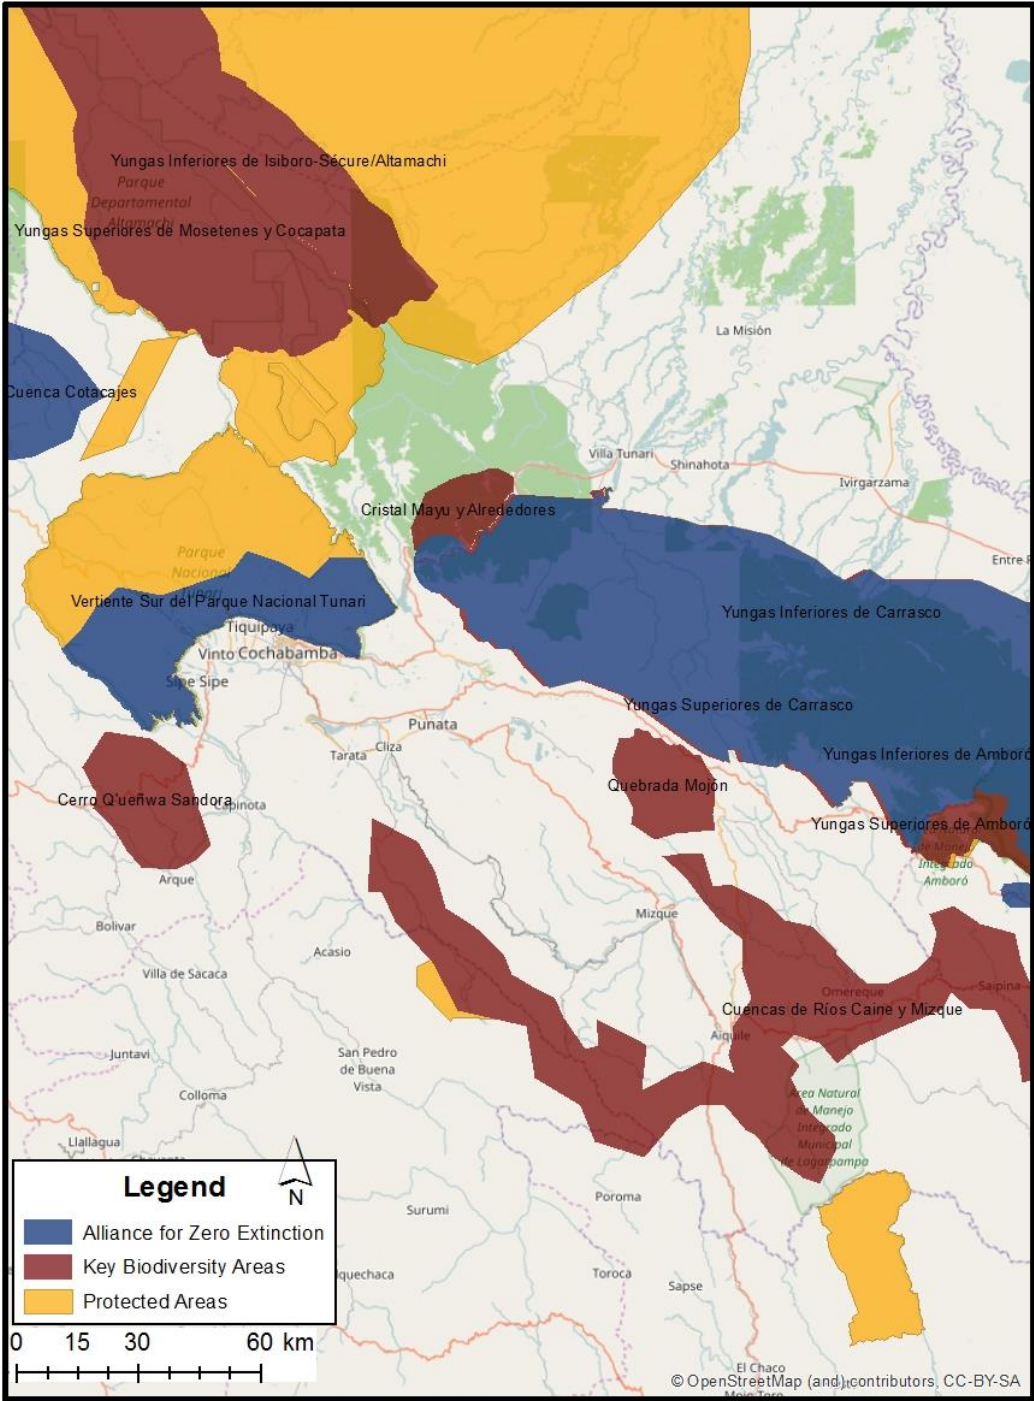 Yungas Inferiores de Isiboro-Sécure/Altamachi
Parque
Departamental
Altamachi
Yungas Superiores de Mosetenes y Cocapata
La Misión
Cuenca Cotacajes
Villa Tunari
Shinahota
Ivirgarzama
Cristal Mayu y Alrededores
Parque
Nacional
Tunari
Entre
Vertiente Sur del Parque Nacional Tunari
Yungas Inferiores de Carrasco
Tiquipaya
Vinto Cochabamba
Sipe Sipe
Yungas Superiores de Carrasco
Punata
Tarata
Cliza
Yungas Inferiores de Amboró
Quebrada Mojón
Cerro Q'ueñwa Sandora
Capinota
Yungas Superiores de Amboró
de Manejo
Integrado
Amboró
Arque
Mizque
Bolivar
Acasio
Villa de Sacaca
Omereque
Saipina
Cuencas de Ríos Caine y Mizque
Aiquile
Juntavi
San Pedro
de Buena
Vista
Colloma
Área Natural
de Manejo
Integrado
Municipal
de Lagarpampa
Llallagua
Legend
N
Alliance for Zero Extinction
Key Biodiversity Areas
Protected Areas
0 15 30 60 km
Surumi
Poroma
Toroca
Sapse
El Chaco
© OpenStreetMap (and) contributors, CC-BY-SA